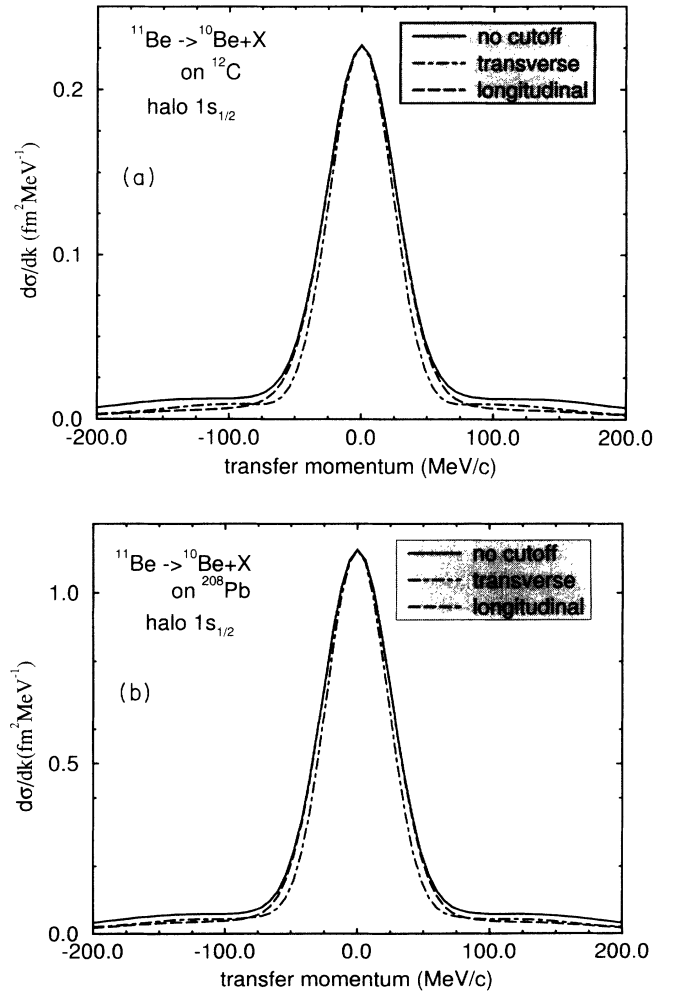 ¹¹Be ->¹⁰Be+X
on ¹²C
halo 1s₁/₂
(a)
no cutoff
transverse
longitudinal
dσ/dk (fm²MeV⁻¹)
0.2
0.1
0.0
-200.0 -100.0 0.0 100.0 200.0
transfer momentum (MeV/c)
¹¹Be ->¹⁰Be+X
on ²⁰⁸Pb
halo 1s₁/₂
(b)
no cutoff
transverse
longitudinal
dσ/dk(fm²MeV⁻¹)
1.0
0.5
0.0
-200.0 -100.0 0.0 100.0 200.0
transfer momentum (MeV/c)